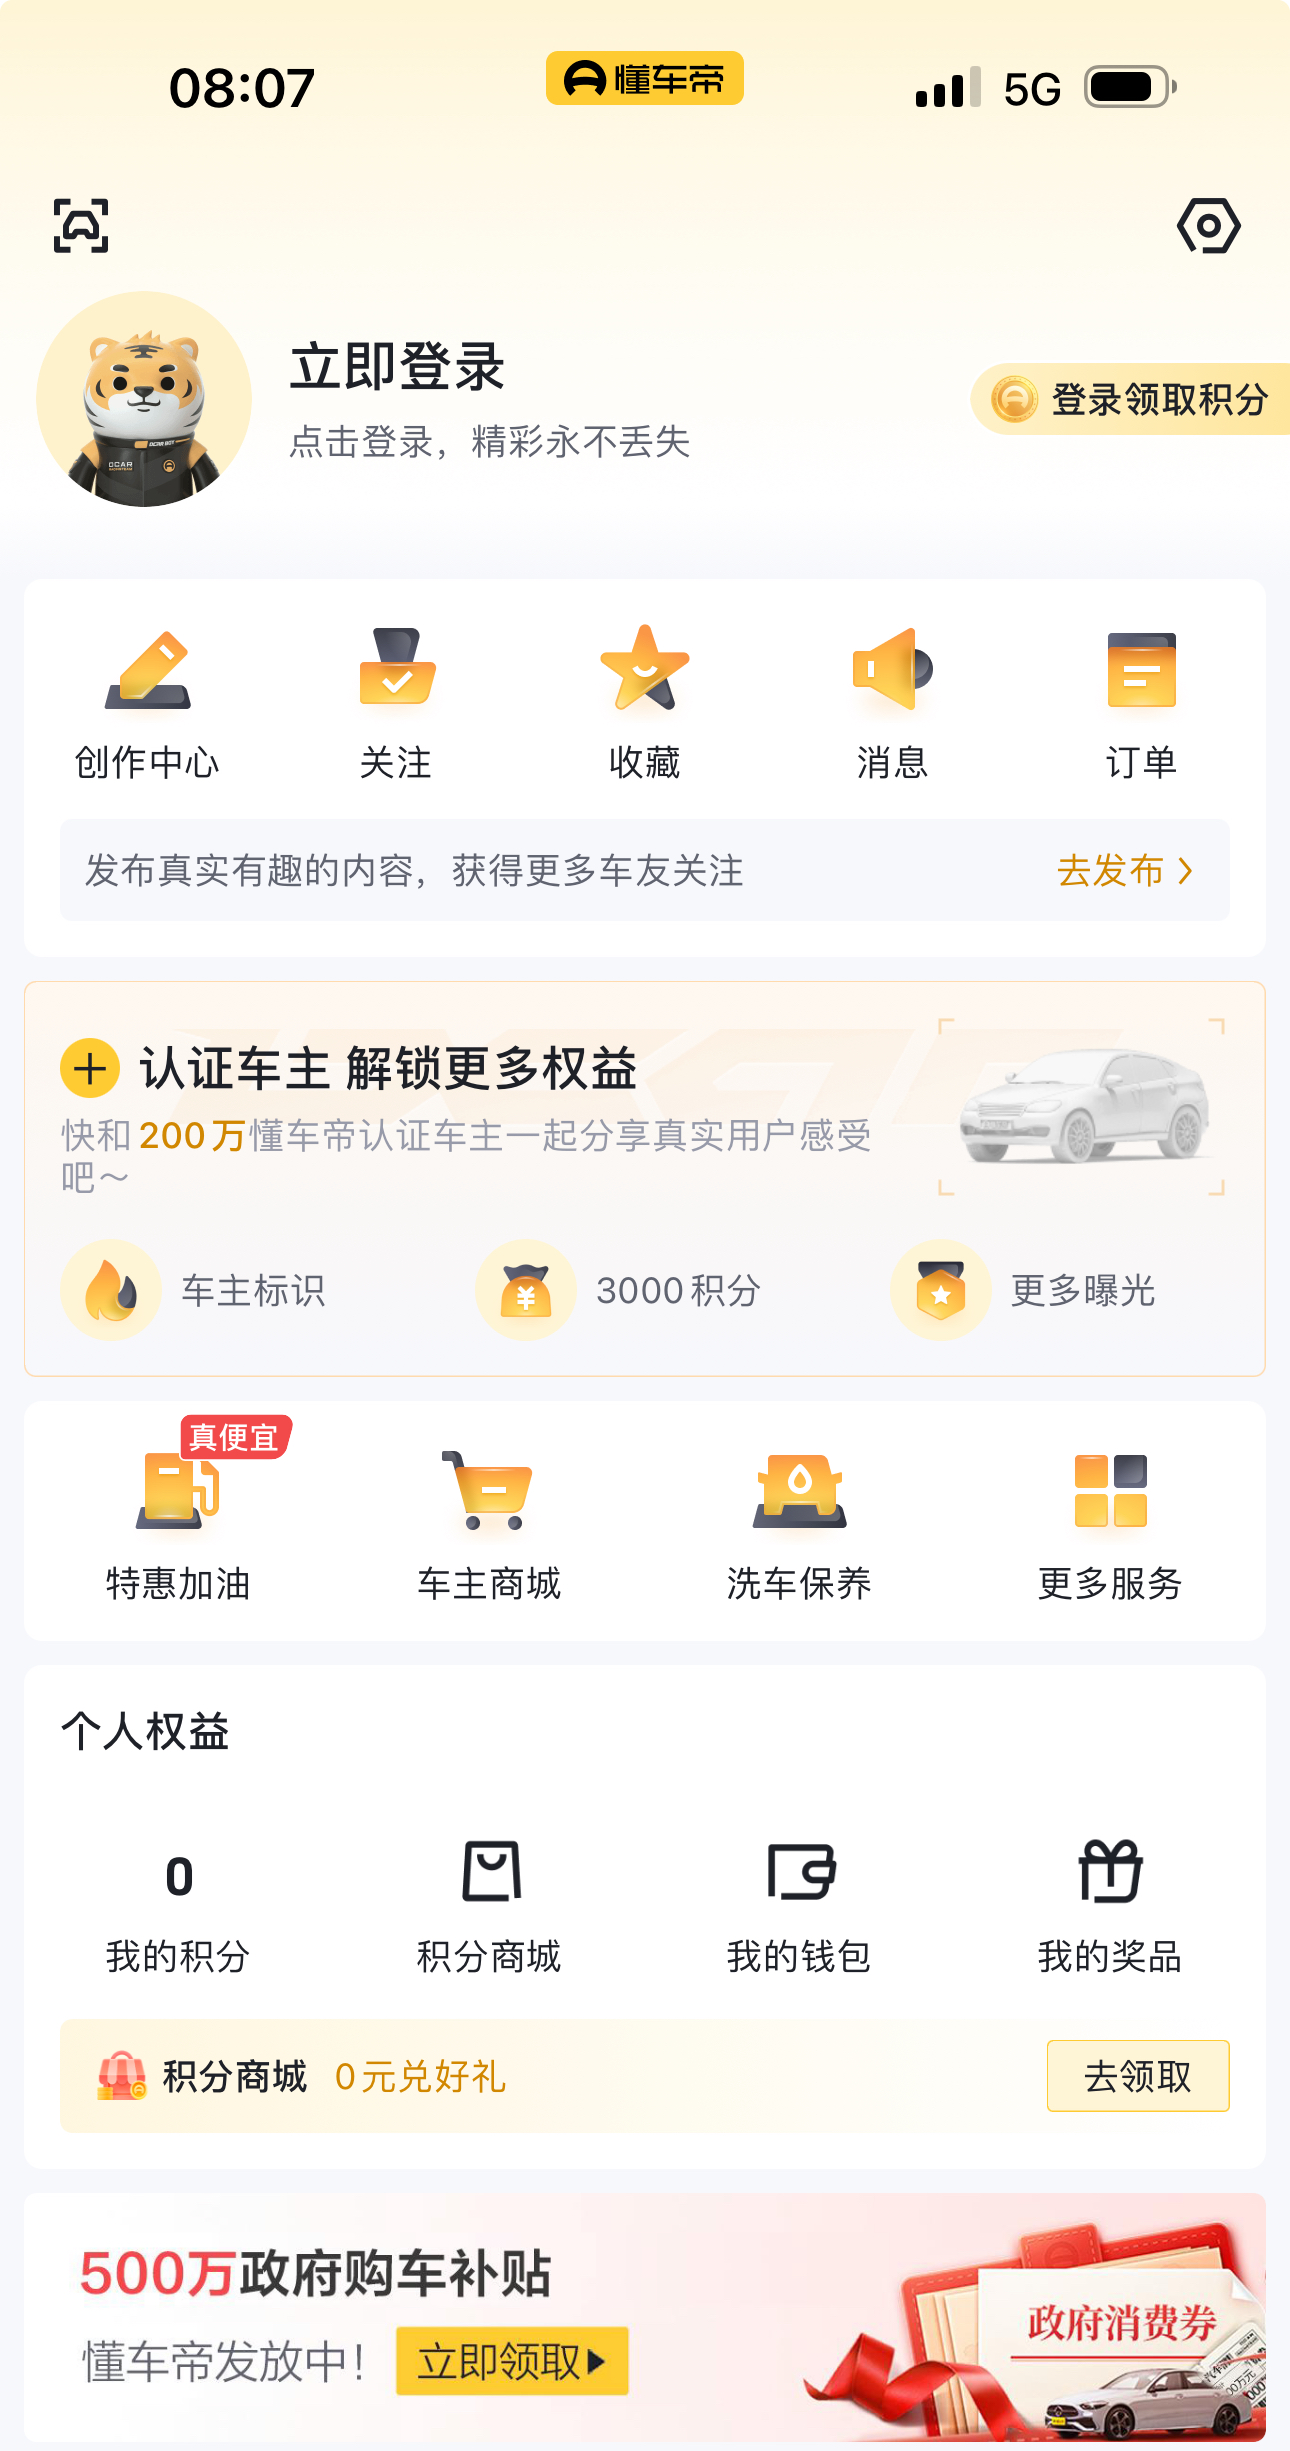 08:07
懂车帝
5G
立即登录
点击登录，精彩永不丢失
登录领取积分
DCAR
创作中心
关注
收藏
消息
订单
发布真实有趣的内容，获得更多车友关注
去发布
认证车主 解锁更多权益
快和200万懂车帝认证车主一起分享真实用户感受
吧～
车主标识
3000积分
更多曝光
真便宜
特惠加油
车主商城
洗车保养
更多服务
个人权益
0
我的积分
积分商城
我的钱包
我的奖品
积分商城 0元兑好礼
去领取
500万政府购车补贴
懂车帝发放中！
立即领取
政府消费券